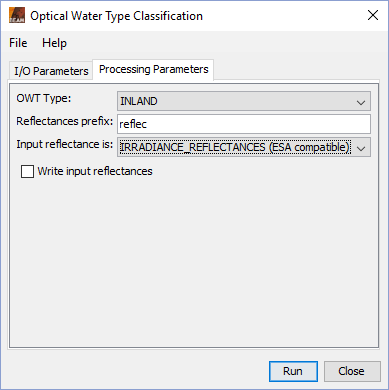 BEAM
Optical Water Type Classification
File Help
I/O Parameters Processing Parameters
OWT Type: INLAND
Reflectances prefix: reflec
Input reflectance is: IRRADIANCE_REFLECTANCES (ESA compatible)
Write input reflectances
Run Close